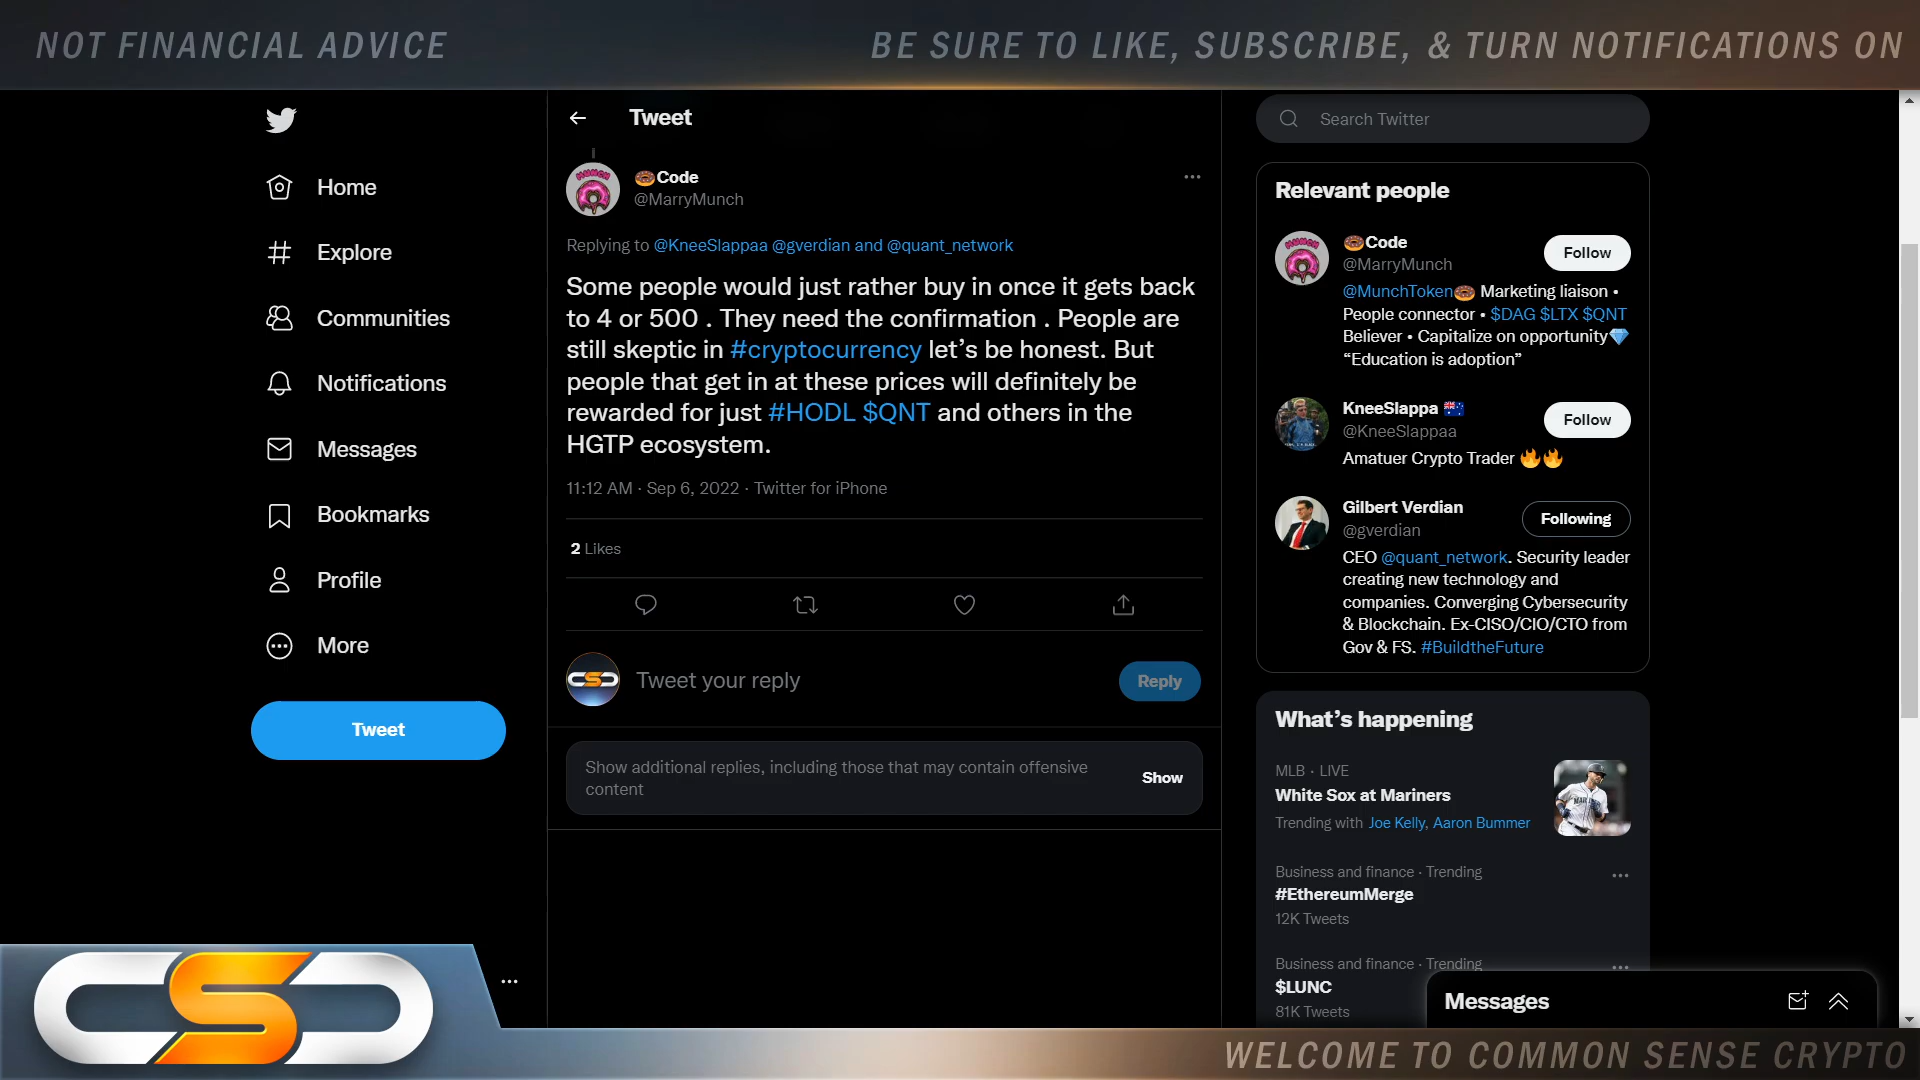 NOT FINANCIAL ADVICE
BE SURE TO LIKE, SUBSCRIBE, & TURN NOTIFICATIONS ON
Home
Explore
Communities
Notifications
Messages
Bookmarks
Profile
More
Tweet
Tweet
🍩Code
@MarryMunch
Replying to @KneeSlappaa @gverdian and @quant_network
Some people would just rather buy in once it gets back
to 4 or 500 . They need the confirmation . People are
still skeptic in #cryptocurrency let’s be honest. But
people that get in at these prices will definitely be
rewarded for just #HODL $QNT and others in the
HGTP ecosystem.
11:12 AM · Sep 6, 2022 · Twitter for iPhone
2 Likes
Tweet your reply
Reply
Show additional replies, including those that may contain offensive
content
Show
Search Twitter
Relevant people
🍩Code
@MarryMunch
Follow
@MunchToken🍩 Marketing liaison •
People connector • $DAG $LTX $QNT
Believer • Capitalize on opportunity💎
“Education is adoption”
KneeSlappa 🇦🇺
@KneeSlappaa
Follow
Amatuer Crypto Trader 🔥🔥
Gilbert Verdian
@gverdian
Following
CEO @quant_network. Security leader
creating new technology and
companies. Converging Cybersecurity
& Blockchain. Ex-CISO/CIO/CTO from
Gov & FS. #BuildtheFuture
What’s happening
MLB · LIVE
White Sox at Mariners
Trending with Joe Kelly, Aaron Bummer
Business and finance · Trending
#EthereumMerge
12K Tweets
Business and finance · Trending
$LUNC
81K Tweets
Messages
CSC
WELCOME TO COMMON SENSE CRYPTO